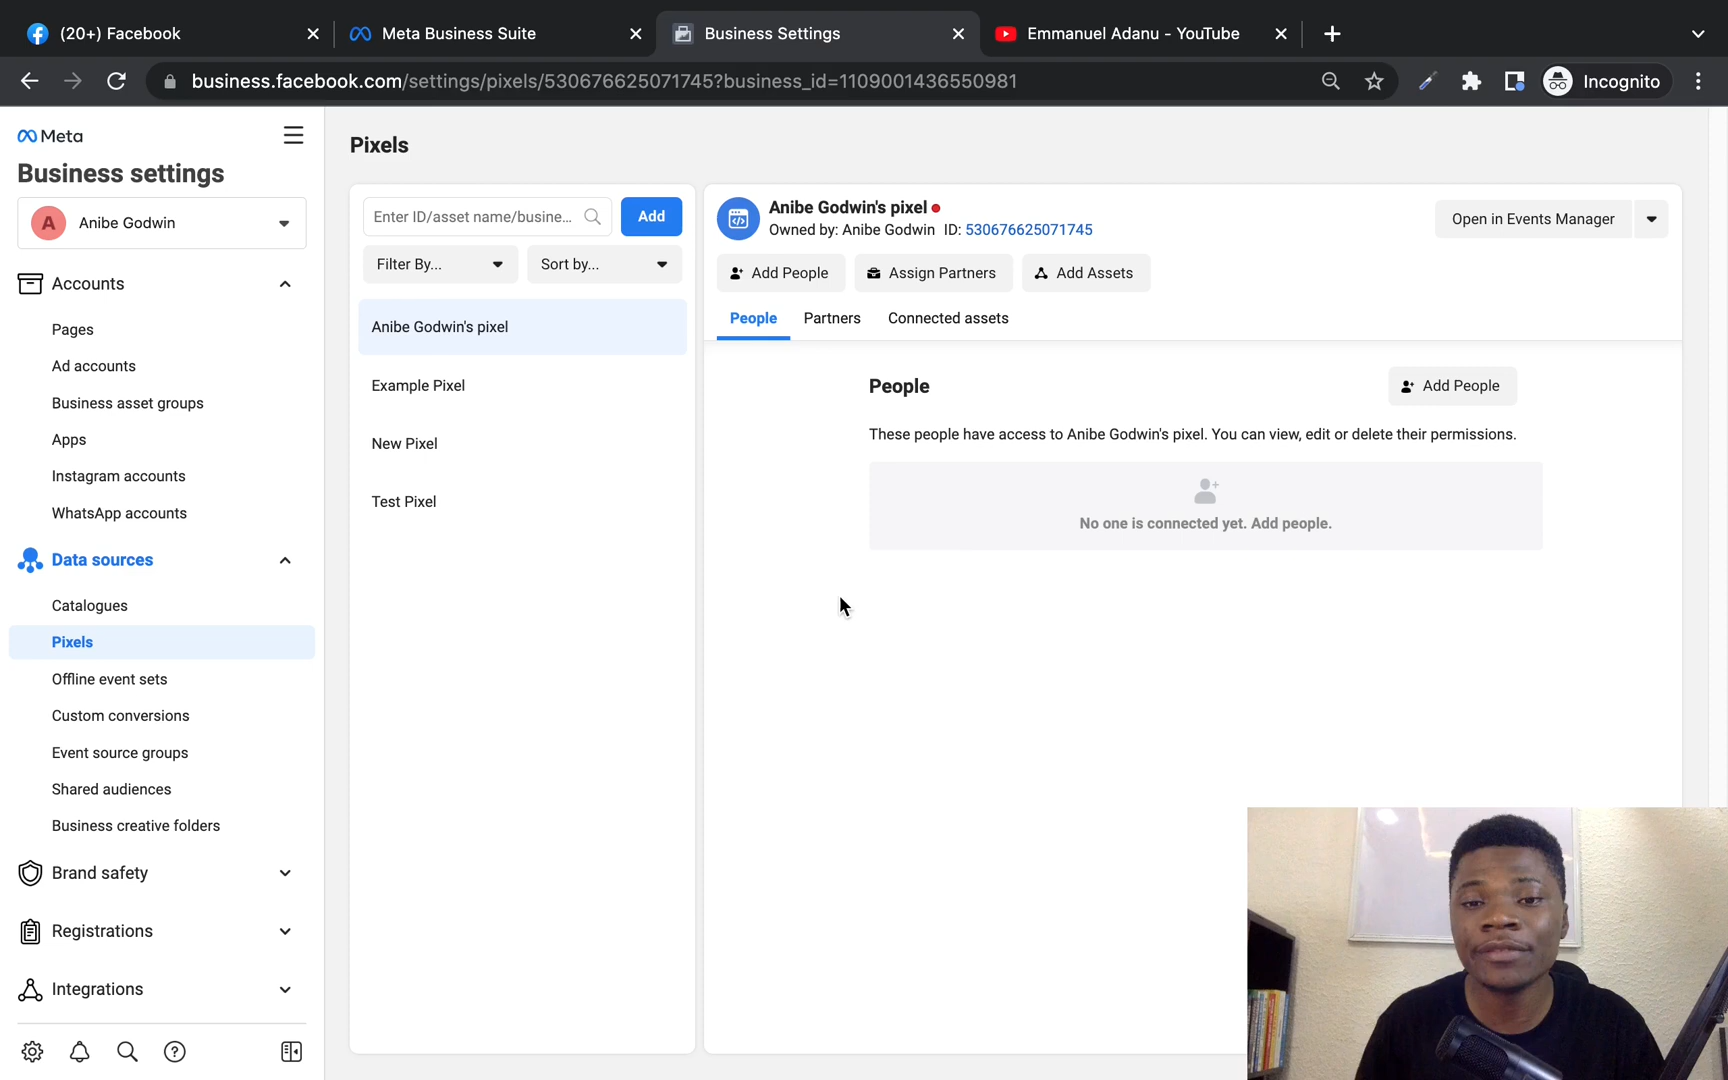 (20+) Facebook
Meta Business Suite
Business Settings
Emmanuel Adanu - YouTube
business.facebook.com/settings/pixels/530676625071745?business_id=1109001436550981
Incognito
Meta
Business settings
A
Anibe Godwin
Accounts
Pages
Ad accounts
Business asset groups
Apps
Instagram accounts
WhatsApp accounts
Data sources
Catalogues
Pixels
Offline event sets
Custom conversions
Event source groups
Shared audiences
Business creative folders
Brand safety
Registrations
Integrations
Pixels
Enter ID/asset name/busine...
Add
Filter By...
Sort by...
Anibe Godwin's pixel
Example Pixel
New Pixel
Test Pixel
Anibe Godwin's pixel
Owned by: Anibe Godwin ID: 530676625071745
Open in Events Manager
Add People
Assign Partners
Add Assets
People
Partners
Connected assets
People
Add People
These people have access to Anibe Godwin's pixel. You can view, edit or delete their permissions.
No one is connected yet. Add people.